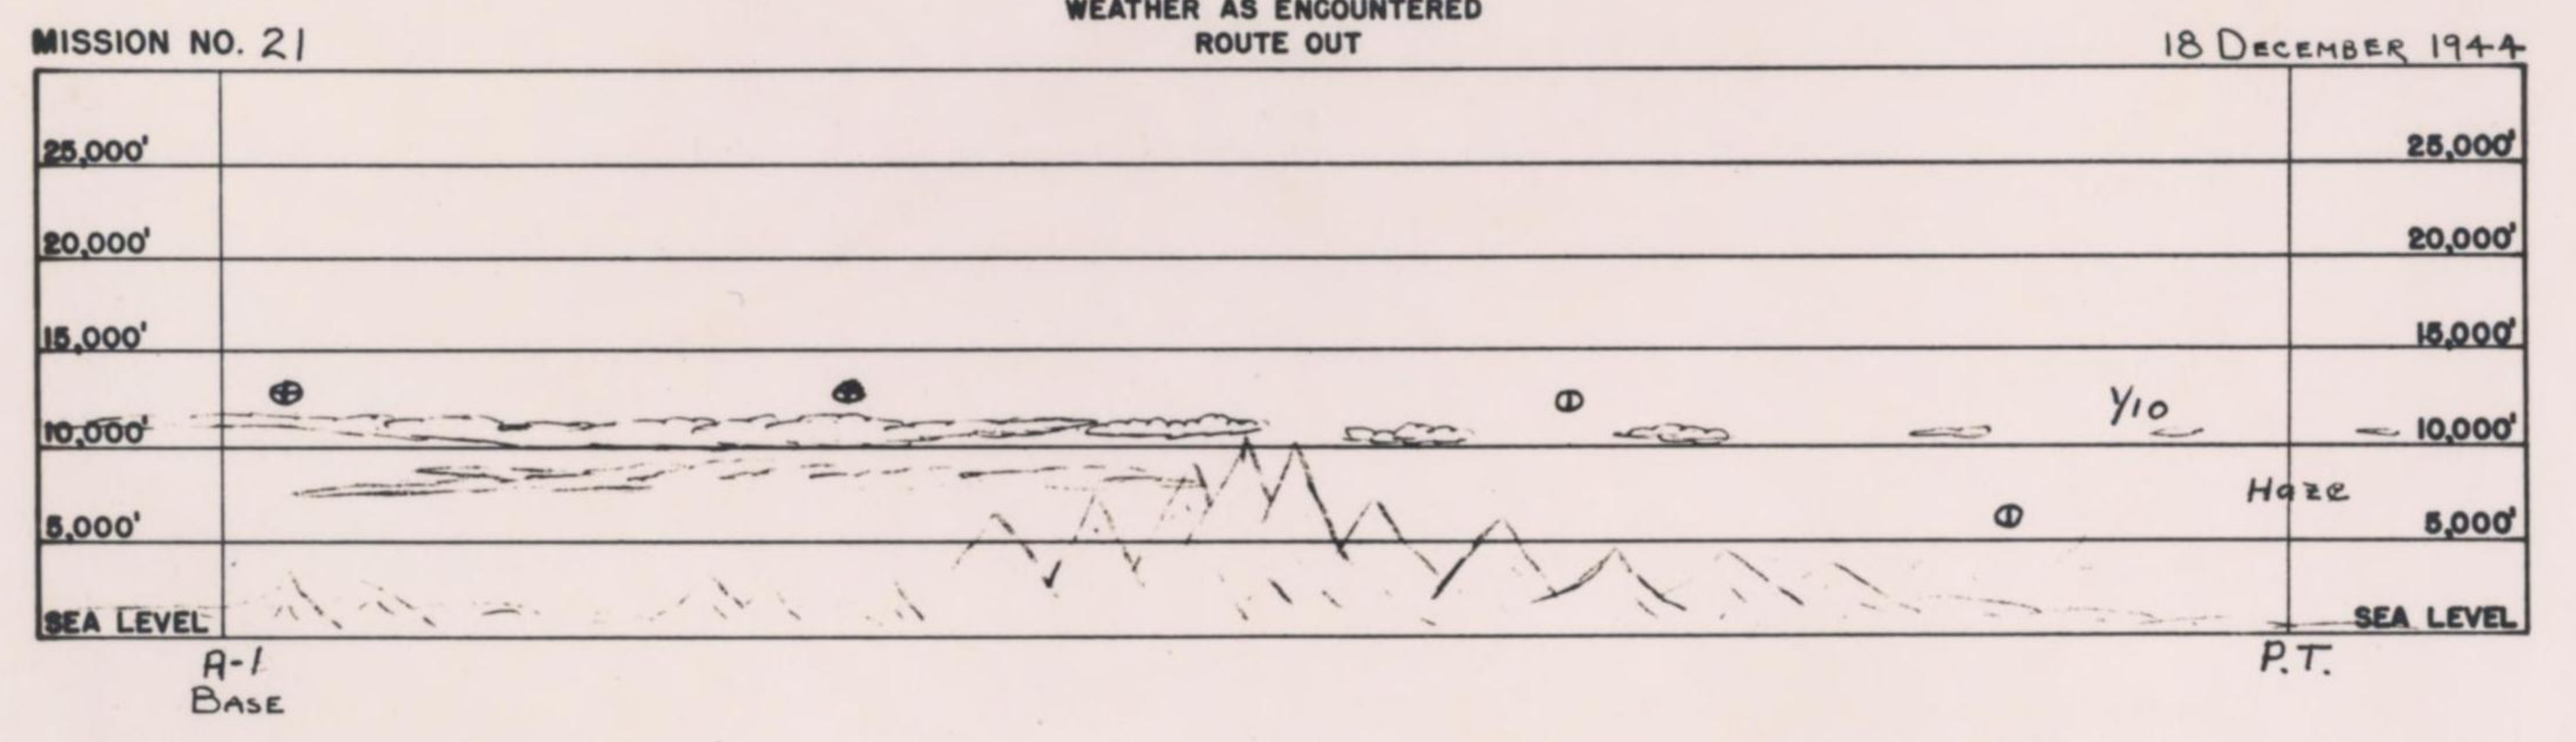 WEATHER AS ENCOUNTERED
MISSION NO. 21 ROUTE OUT 18 DECEMBER 1944
25,000' 25,000'
20,000' 20,000'
15,000' 15,000'
1/10
10,000' 10,000'
Haze
5,000' 5,000'
SEA LEVEL SEA LEVEL
A-1 P.T.
BASE